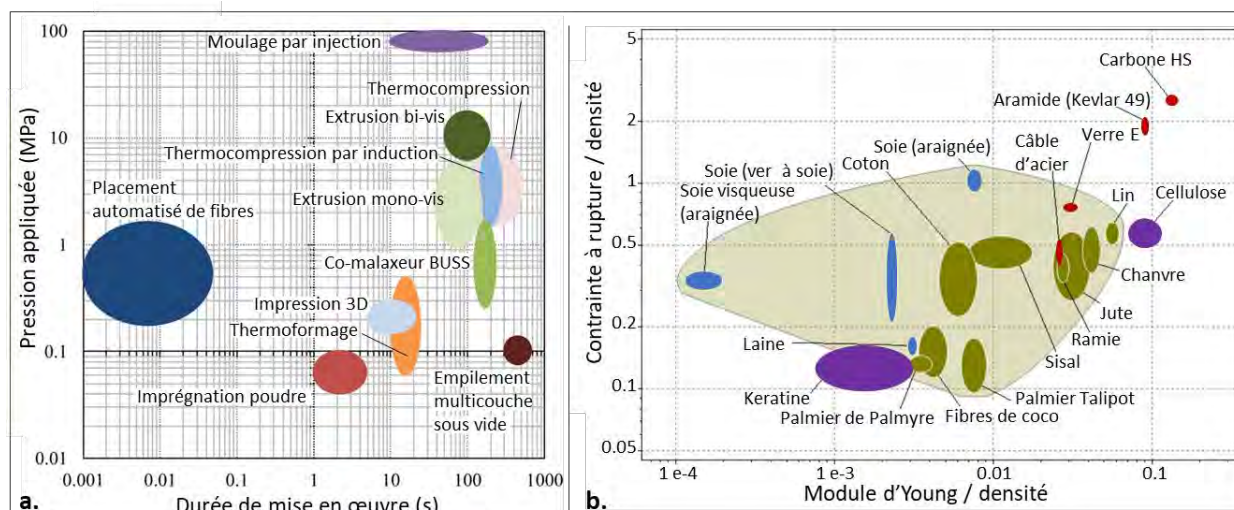 100
10
1
0.1
0.01
Pression appliquée (MPa)
Moulage par injection
Thermocompression
Extrusion bi-vis
Thermocompression par induction
Placement
automatisé de fibres
Extrusion mono-vis
Co-malaxeur BUSS
Impression 3D
Thermoformage
Imprégnation poudre
Empilement
multicouche
sous vide
0.001
0.01
0.1
1
10
100
1000
a.
Durée de mise en œuvre (s)
5
2
1
0.5
0.2
0.1
0.05
Contrainte à rupture / densité
Carbone HS
Aramide (Kevlar 49)
Verre E
Câble
d'acier
Soie (araignée)
Coton
Soie (ver à soie)
Soie visqueuse
(araignée)
Lin
Cellulose
Chanvre
Jute
Ramie
Sisal
Laine
Keratine
Palmier Talipot
Palmier de Palmyre
Fibres de coco
1e-4
1e-3
0.01
0.1
b.
Module d'Young / densité